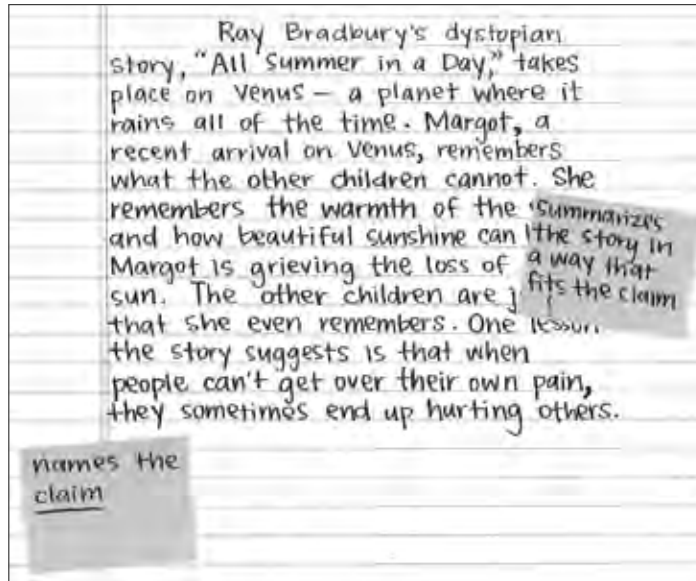 Ray Bradbury's dystopian
story, "All Summer in a Day," takes
place on Venus – a planet where it
rains all of the time. Margot, a
recent arrival on Venus, remembers
what the other children cannot. She
remembers the warmth of the
and how beautiful sunshine can
Margot is grieving the loss of
sun. The other children are
that she even remembers. One lesson
the story suggests is that when
people can't get over their own pain,
they sometimes end up hurting others.
summarizes
the story in
a way that
fits the claim
names the
claim